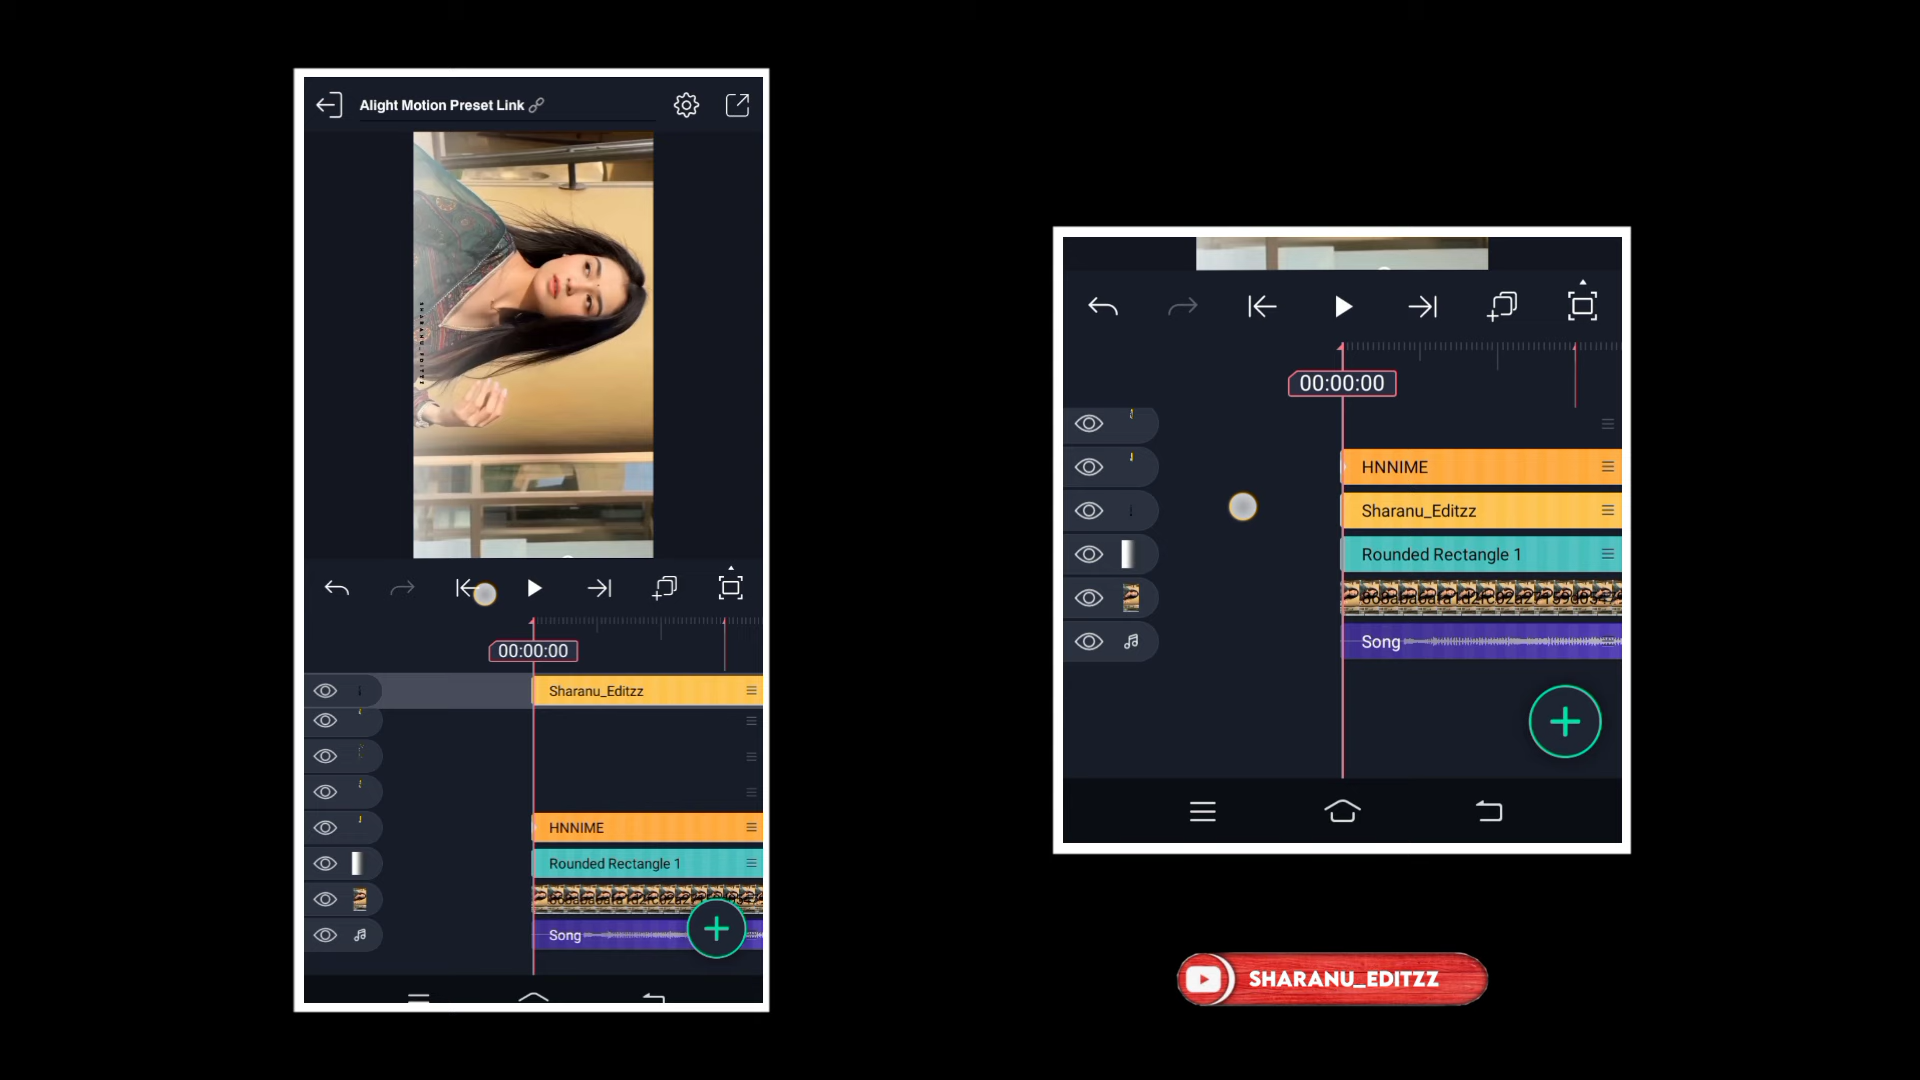 Alight Motion Preset Link
SHARANU_EDITZZ
00:00:00
Sharanu_Editzz
HNNIME
Rounded Rectangle 1
Song
00:00:00
HNNIME
Sharanu_Editzz
Rounded Rectangle 1
Song
SHARANU_EDITZZ